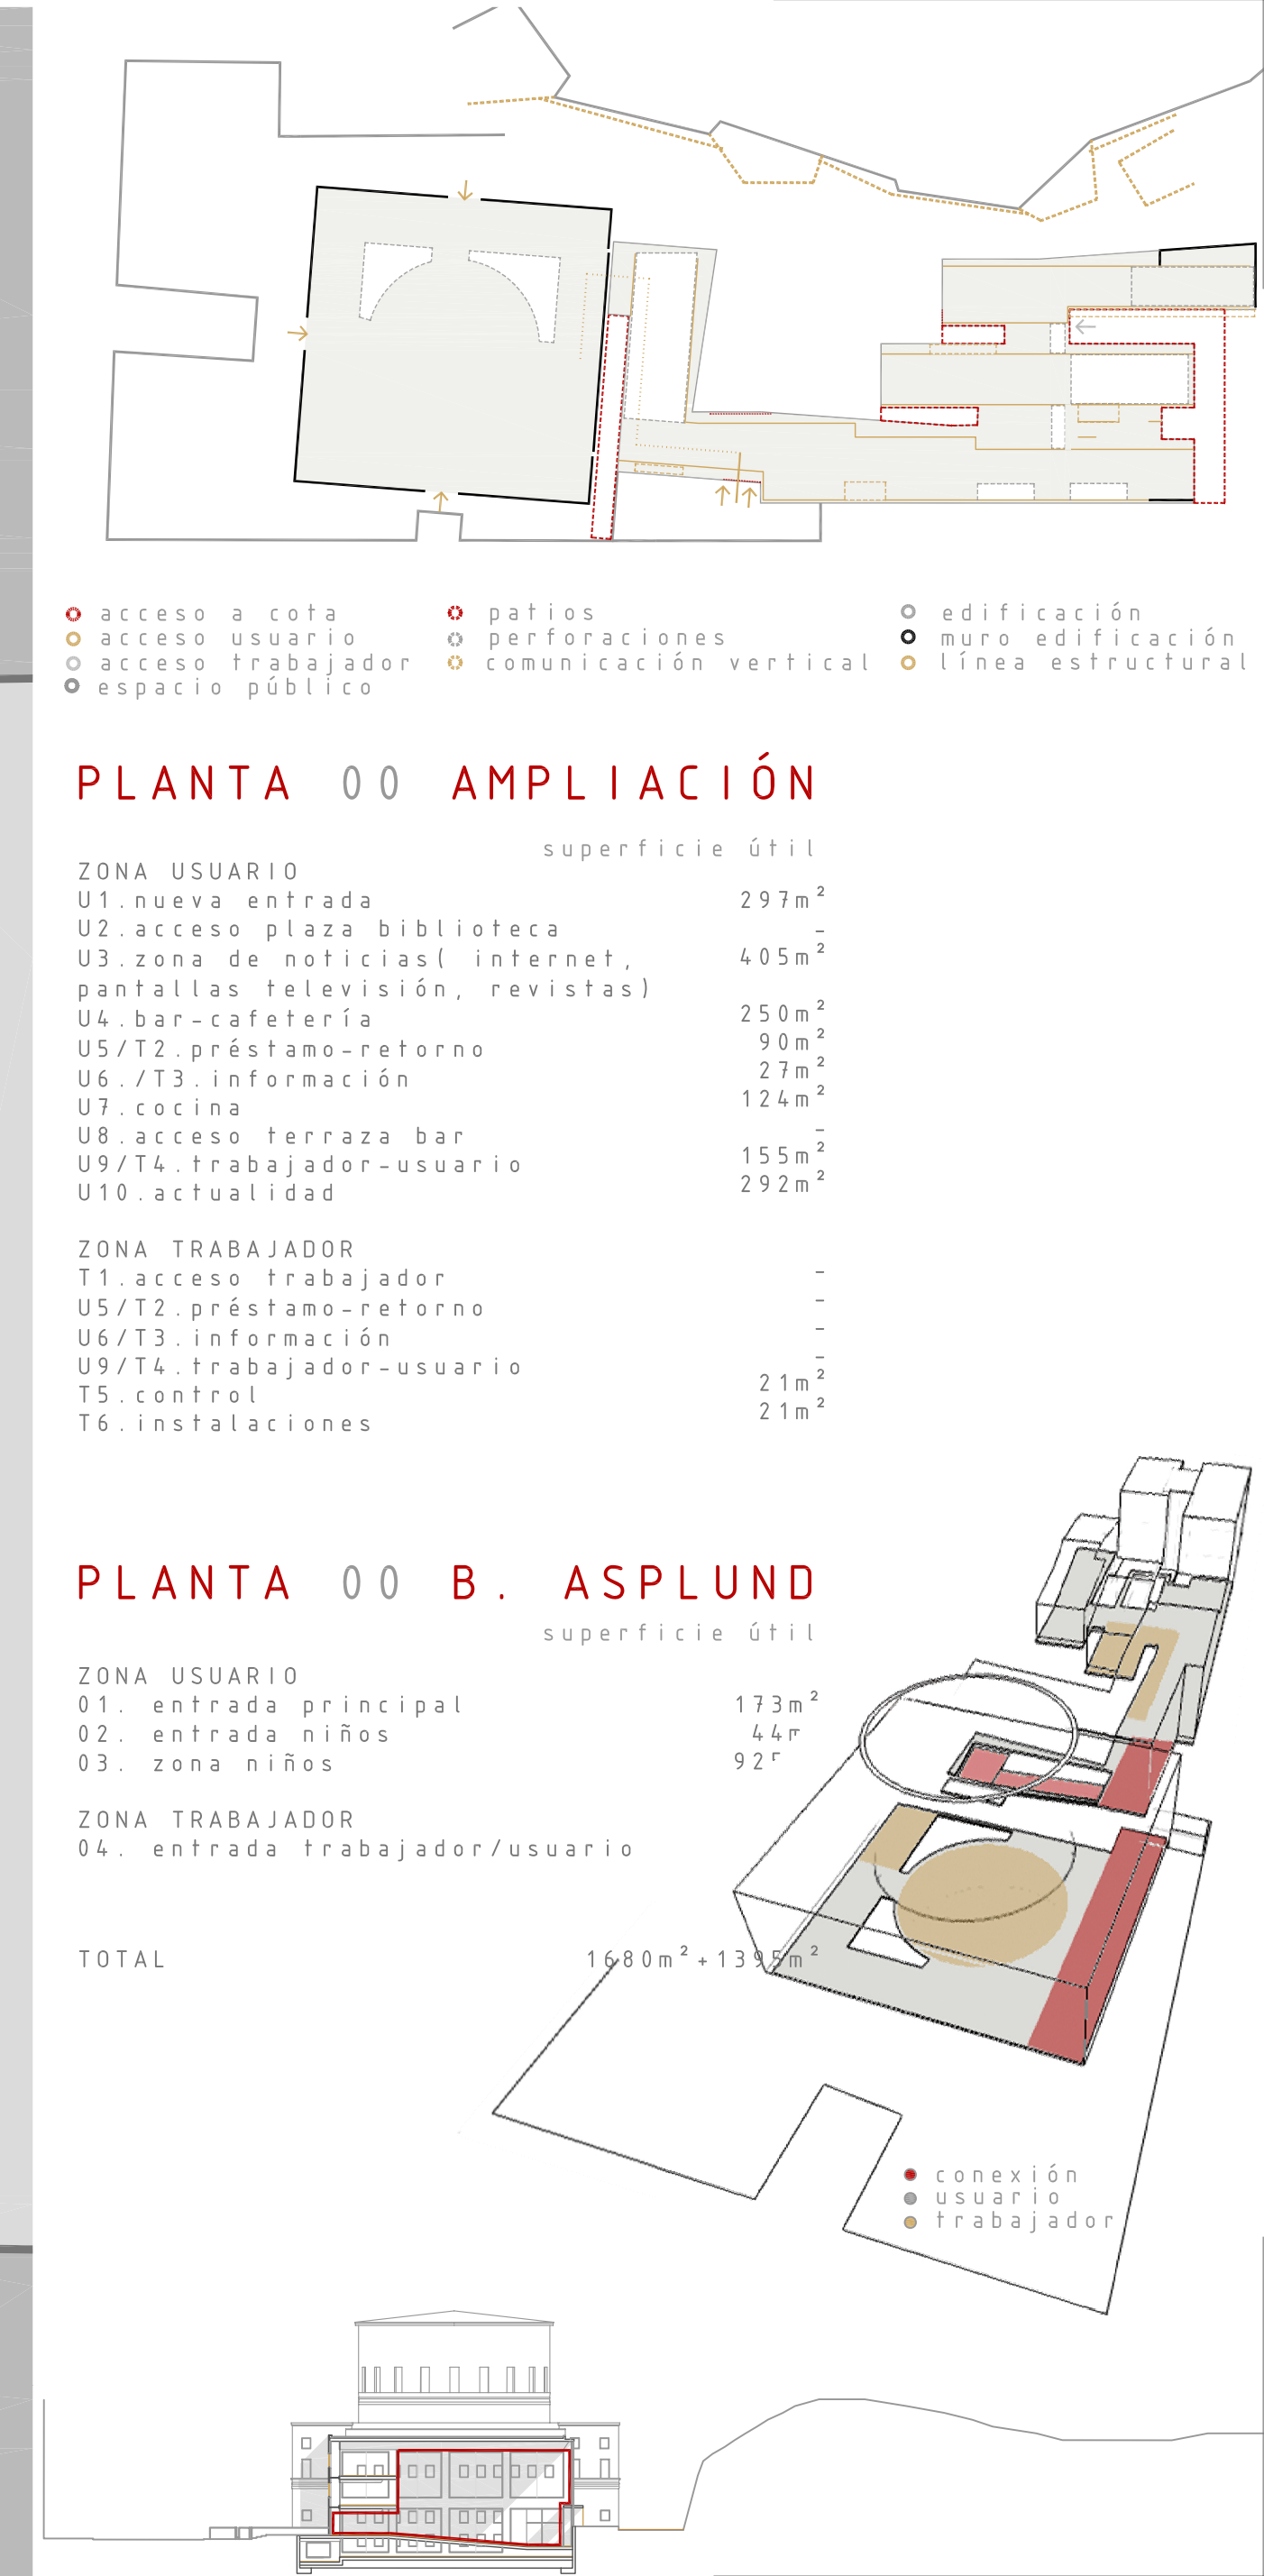 acceso a cota
acceso usuario
acceso trabajador
espacio público
patios
perforaciones
comunicación vertical
edificación
muro edificación
línea estructural
PLANTA 00 AMPLIACIÓN
superficie útil
ZONA USUARIO
U1.nueva entrada 297m²
U2.acceso plaza biblioteca -
U3.zona de noticias( internet, 405m²
pantallas televisión, revistas)
U4.bar-cafetería 250m²
U5/T2.préstamo-retorno 90m²
U6./T3.información 27m²
U7.cocina 124m²
U8.acceso terraza bar -
U9/T4.trabajador-usuario 155m²
U10.actualidad 292m²
ZONA TRABAJADOR
T1.acceso trabajador -
U5/T2.préstamo-retorno -
U6/T3.información -
U9/T4.trabajador-usuario -
T5.control 21m²
T6.instalaciones 21m²
PLANTA 00 B. ASPLUND
superficie útil
ZONA USUARIO
01. entrada principal 173m²
02. entrada niños 44
03. zona niños 92
ZONA TRABAJADOR
04. entrada trabajador/usuario
TOTAL 1680m²+1395m²
conexión
usuario
trabajador